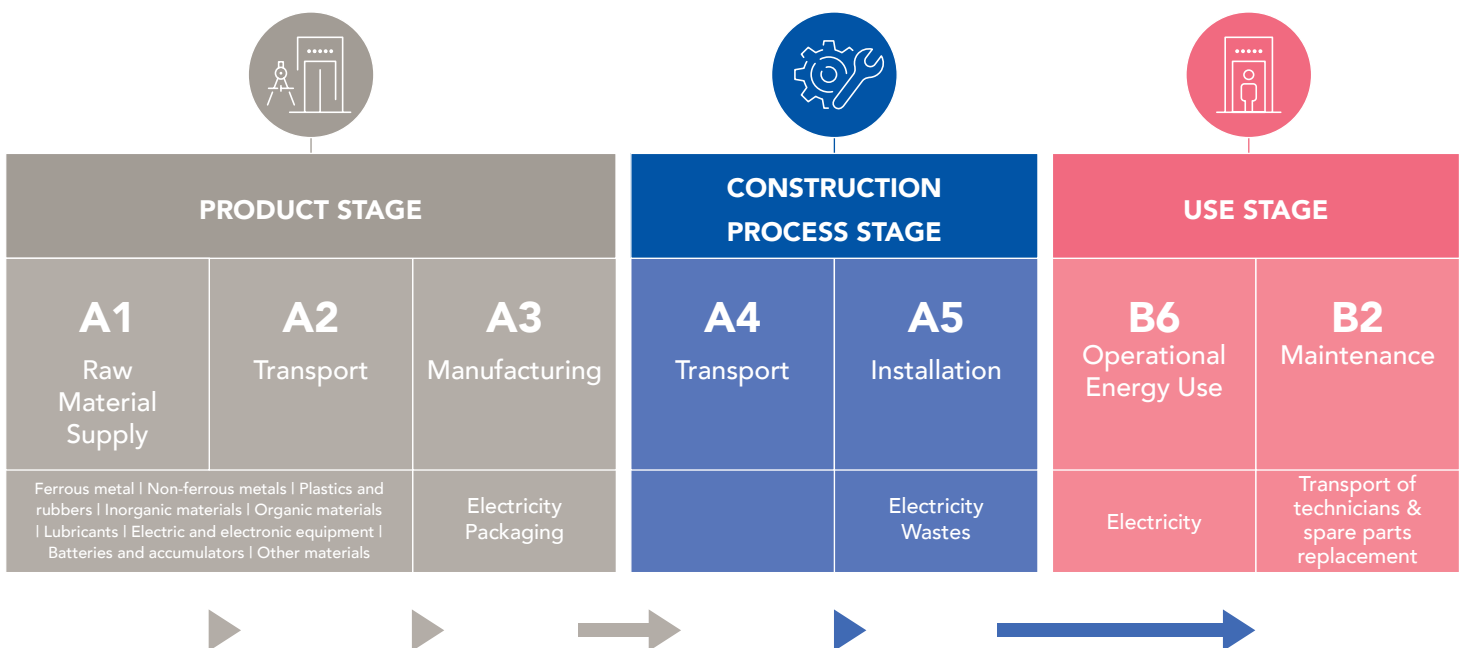 PRODUCT STAGE
A1
Raw
Material
Supply
A2
Transport
A3
Manufacturing
Ferrous metal | Non-ferrous metals | Plastics and
rubbers | Inorganic materials | Organic materials
| Lubricants | Electric and electronic equipment |
Batteries and accumulators | Other materials
Electricity
Packaging
CONSTRUCTION
PROCESS STAGE
A4
Transport
A5
Installation
Electricity
Wastes
USE STAGE
B6
Operational
Energy Use
B2
Maintenance
Electricity
Transport of
technicians &
spare parts
replacement